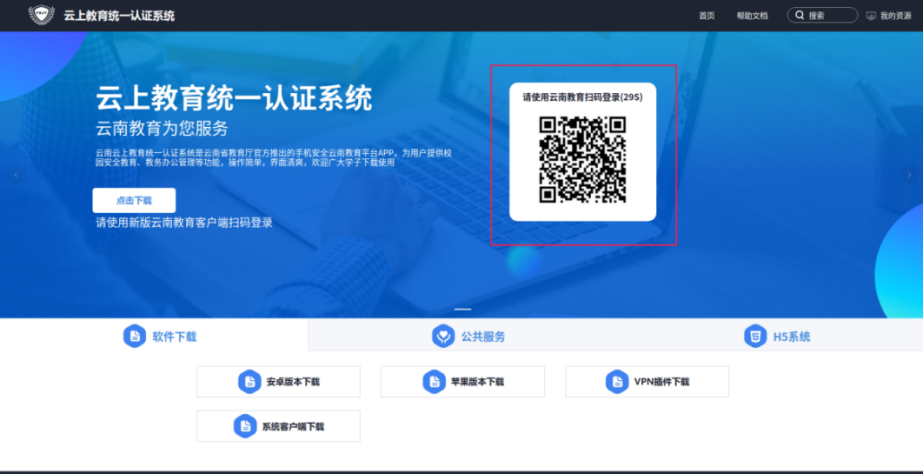 云上教育统一认证系统
首页 帮助文档 搜索 我的资源
云上教育统一认证系统
云南教育为您服务
云南云上教育统一认证系统是云南省教育厅官方推出的手机安全云南教育平台APP，为用户提供校
园安全教育、教务办公管理等功能，操作简单，界面清爽，欢迎广大学子下载使用
点击下载
请使用新版云南教育客户端扫码登录
请使用云南教育扫码登录(29S)
软件下载 公共服务 H5系统
安卓版本下载 苹果版本下载 VPN插件下载
系统客户端下载